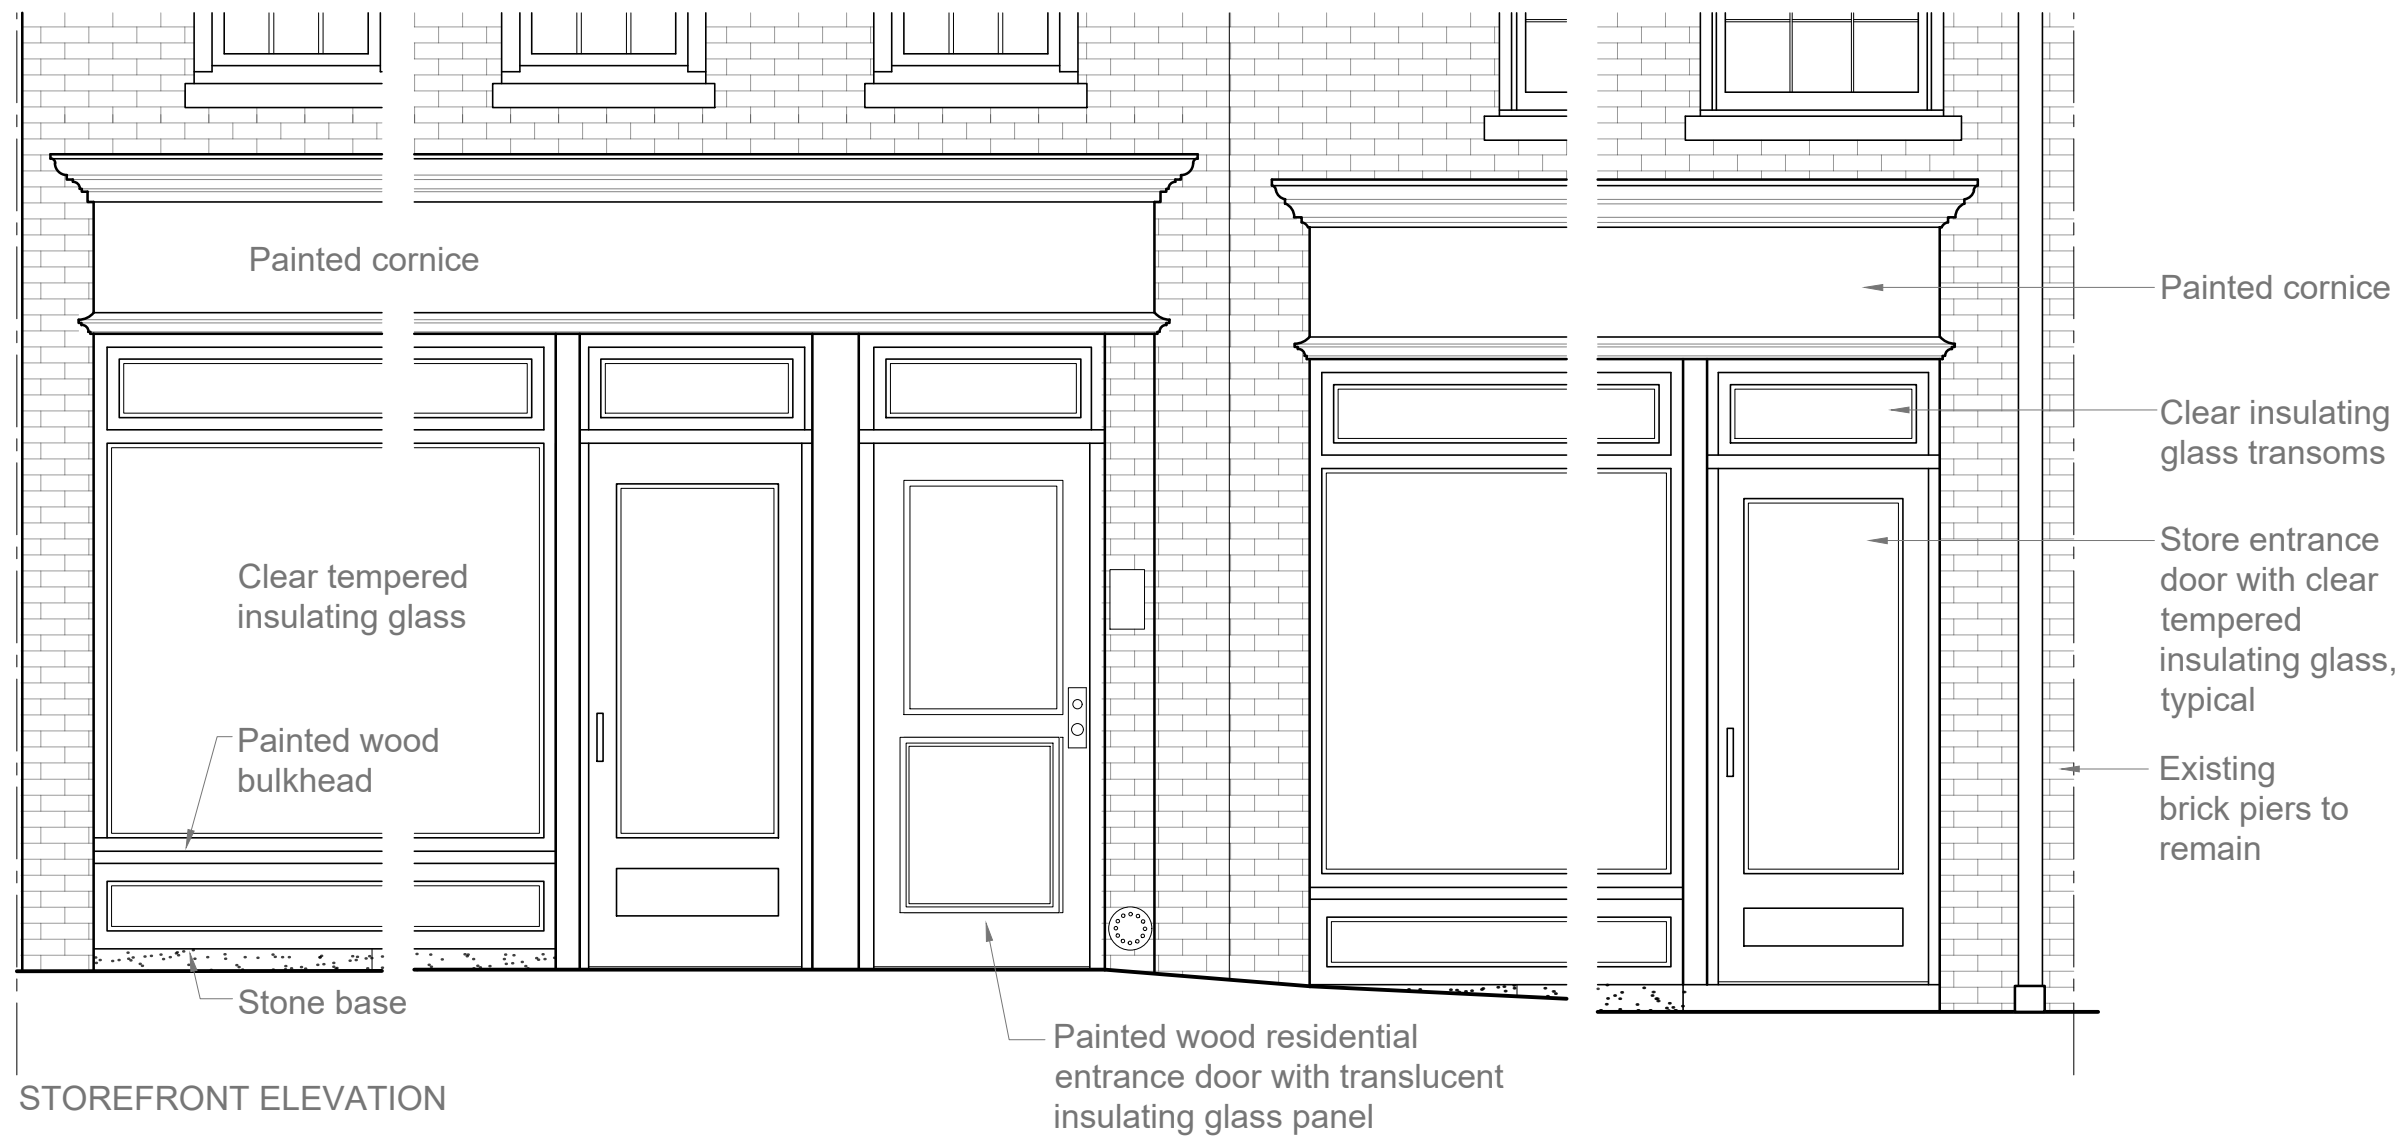 Painted cornice
Clear tempered
insulating glass
Painted wood
bulkhead
Stone base
STOREFRONT ELEVATION
Painted wood residential
entrance door with translucent
insulating glass panel
Painted cornice
Clear insulating
glass transoms
Store entrance
door with clear
tempered
insulating glass,
typical
Existing
brick piers to
remain